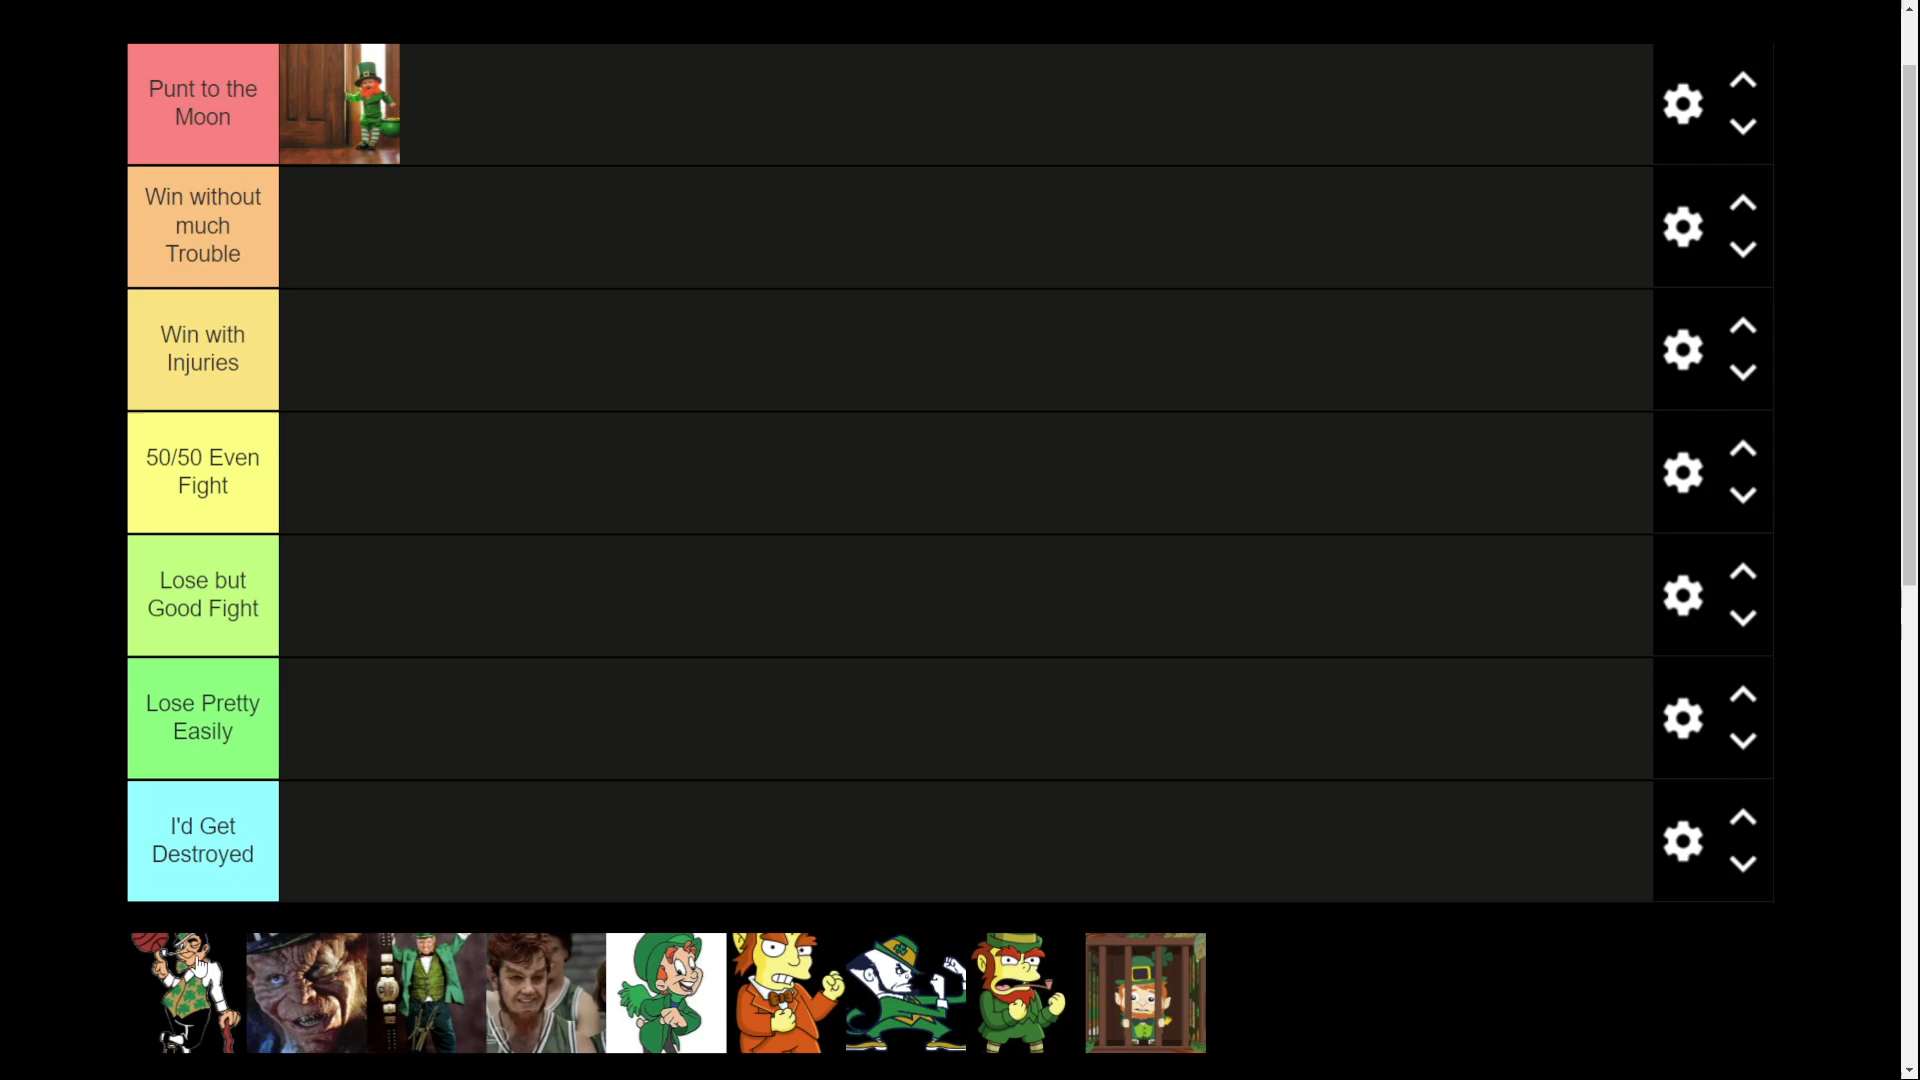 Punt to the
Moon
Win without
much
Trouble
Win with
Injuries
50/50 Even
Fight
Lose but
Good Fight
Lose Pretty
Easily
I'd Get
Destroyed